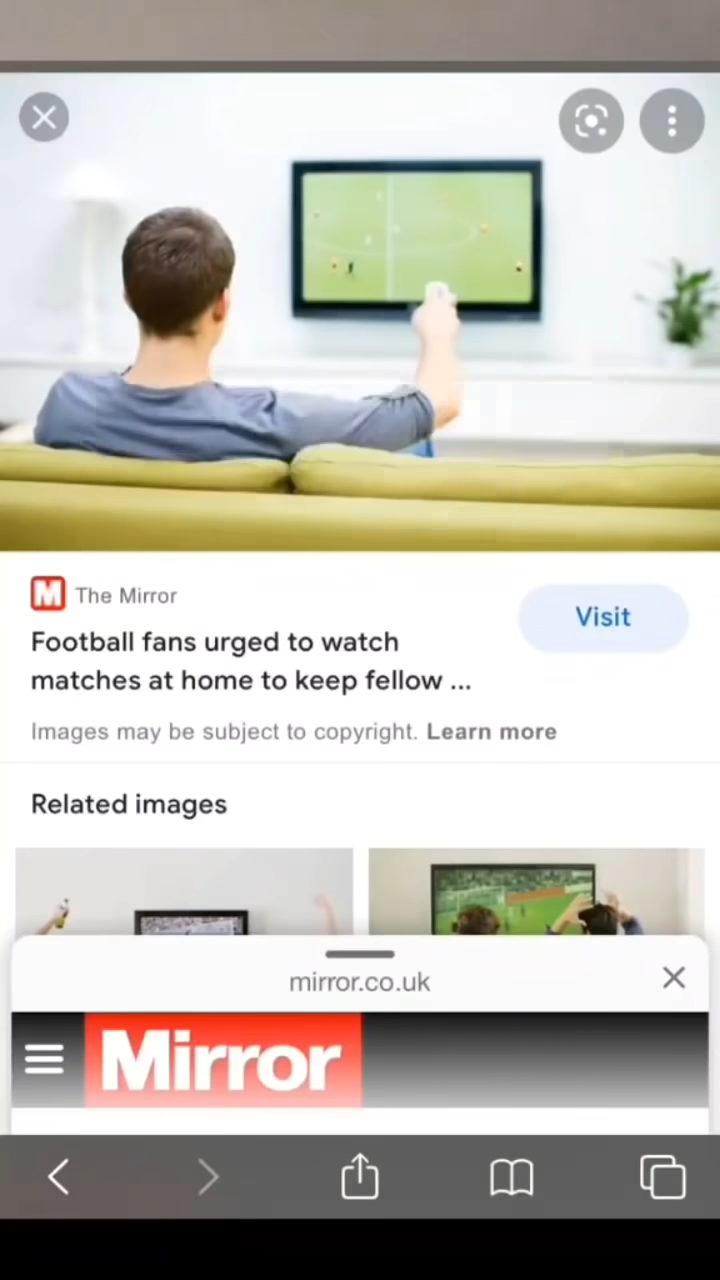 The Mirror
Visit
Football fans urged to watch
matches at home to keep fellow ...
Images may be subject to copyright. Learn more
Related images
mirror.co.uk
Mirror